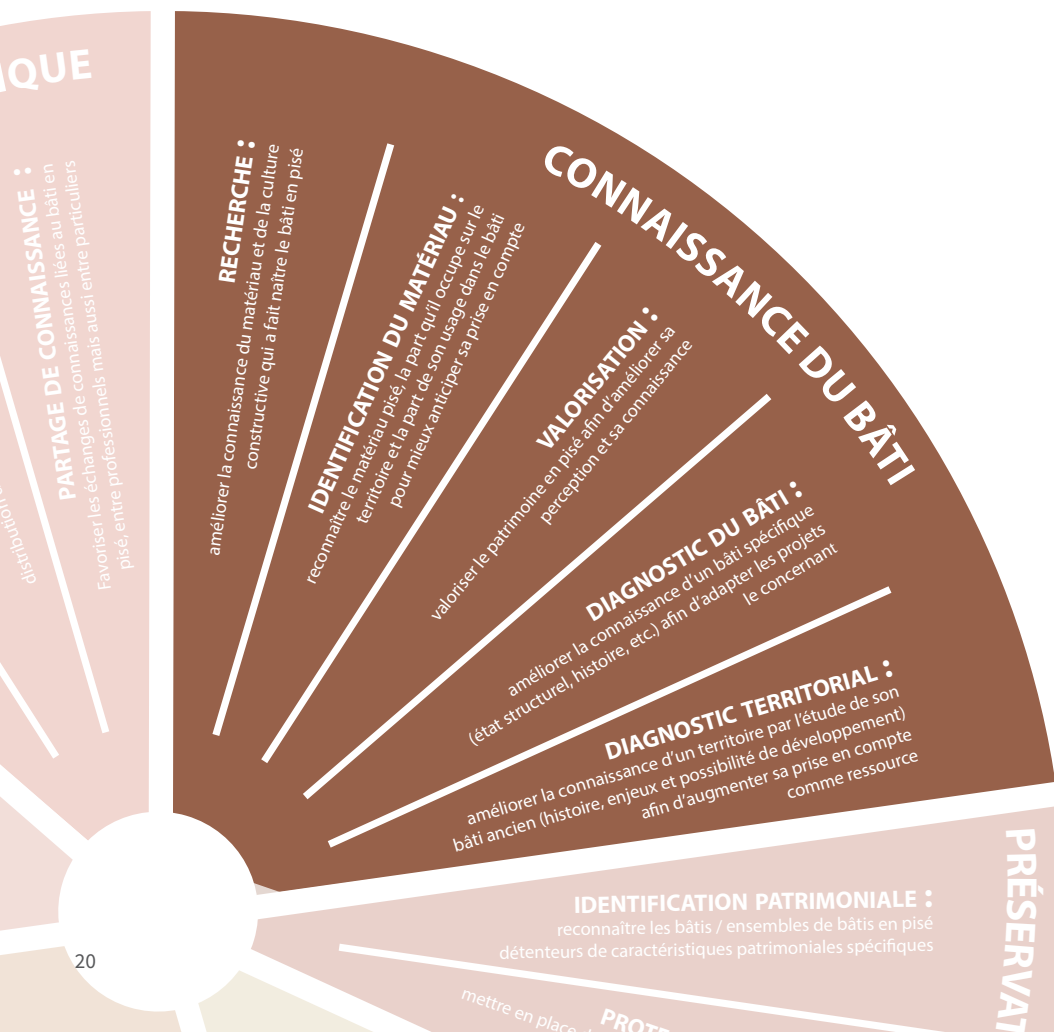 IQUE
PARTAGE DE CONNAISSANCE :
Favoriser les échanges de connaissances liées au bâti en
pisé, entre professionnels mais aussi entre particuliers
distribution
CONNAISSANCE DU BÂTI
RECHERCHE :
améliorer la connaissance du matériau et de la culture
constructive qui a fait naître le bâti en pisé
IDENTIFICATION DU MATÉRIAU :
reconnaître le matériau pisé, la part qu'il occupe sur le
territoire et la part de son usage dans le bâti
pour mieux anticiper sa prise en compte
VALORISATION :
valoriser le patrimoine en pisé afin d'améliorer sa
perception et sa connaissance
DIAGNOSTIC DU BÂTI :
améliorer la connaissance d'un bâti spécifique
(état structurel, histoire, etc.) afin d'adapter les projets
le concernant
DIAGNOSTIC TERRITORIAL :
améliorer la connaissance d'un territoire par l'étude de son
bâti ancien (histoire, enjeux et possibilité de développement)
afin d'augmenter sa prise en compte
comme ressource
PRÉSERVAT
IDENTIFICATION PATRIMONIALE :
reconnaître les bâtis / ensembles de bâtis en pisé
détenteurs de caractéristiques patrimoniales spécifiques
PROTE
mettre en place
20